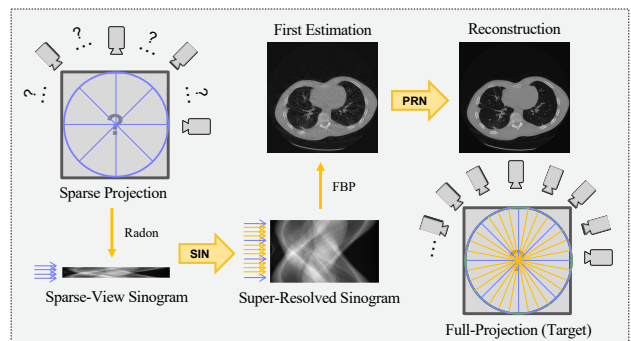 First Estimation
Reconstruction
? ... ? ... ?
... ?
?
PRN
Sparse Projection
FBP
Radon
SIN
Sparse-View Sinogram
Super-Resolved Sinogram
...
?
Full-Projection (Target)